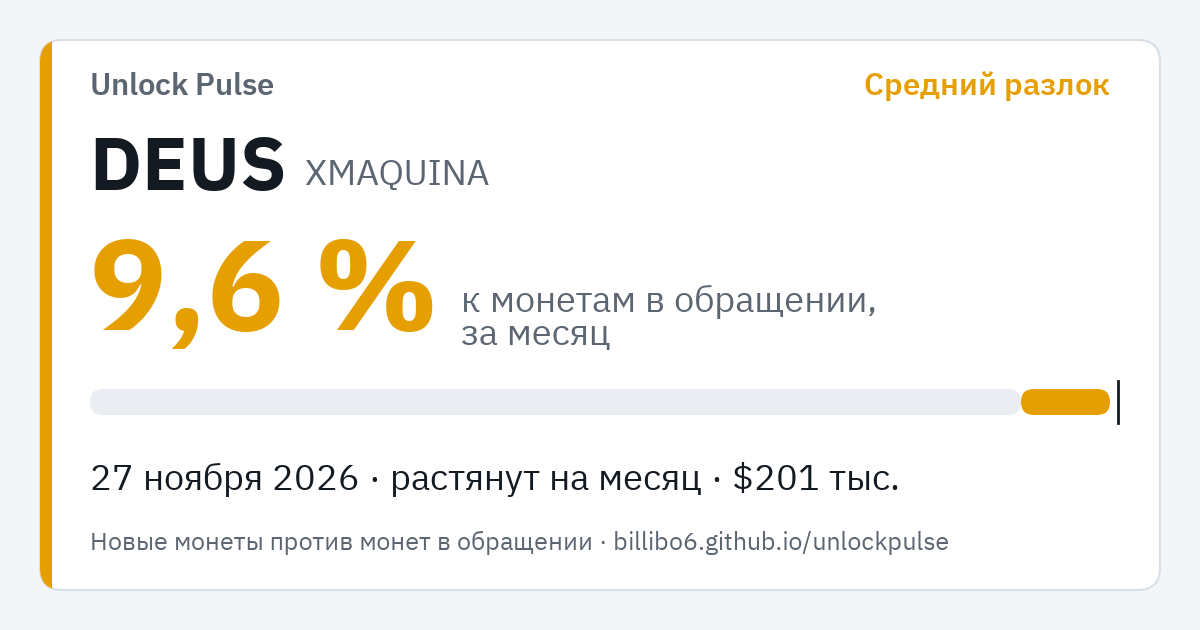 Unlock Pulse
Средний разлок
DEUS XMAQUINA
9,6 % к монетам в обращении,
за месяц
27 ноября 2026 · растянут на месяц · $201 тыс.
Новые монеты против монет в обращении · billibo6.github.io/unlockpulse